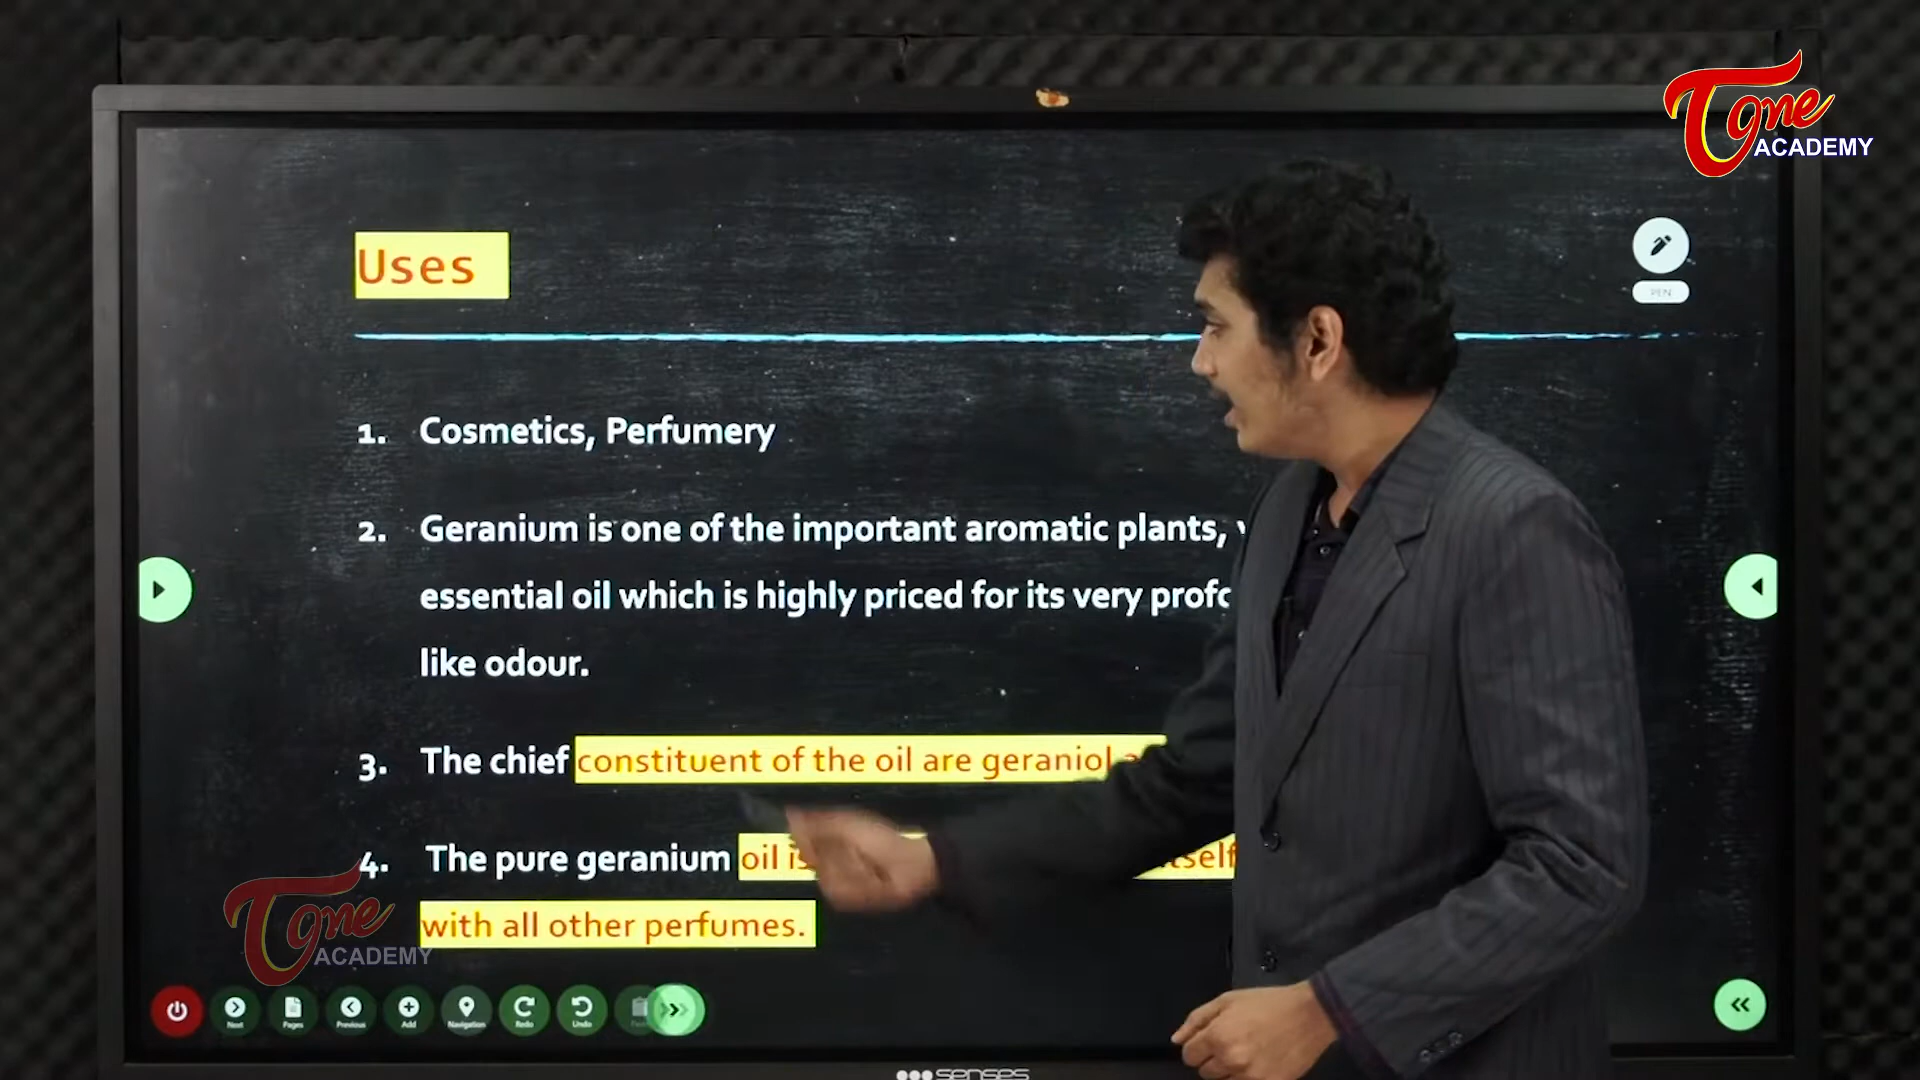 Tone
ACADEMY
Uses
PEN
1. Cosmetics, Perfumery
2. Geranium is one of the important aromatic plants,
essential oil which is highly priced for its very
like odour.
3. The chief constituent of the oil are geraniol
4. The pure geranium oil
with all other perfumes.
Tone
ACADEMY
Next
Pages
Previous
Add
Navigation
Redo
Undo
senses